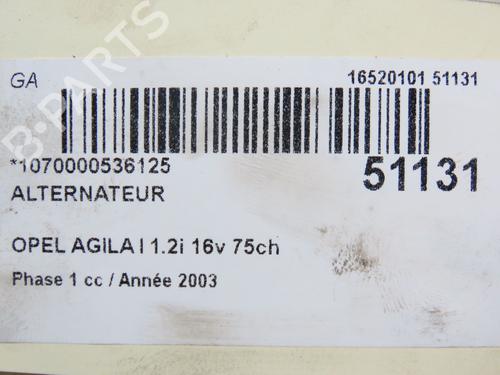 GA
16520101 51131
*1070000536125
51131
ALTERNATEUR
OPEL AGILA I 1.2i 16v 75ch
Phase 1 cc / Année 2003
B-PARTS